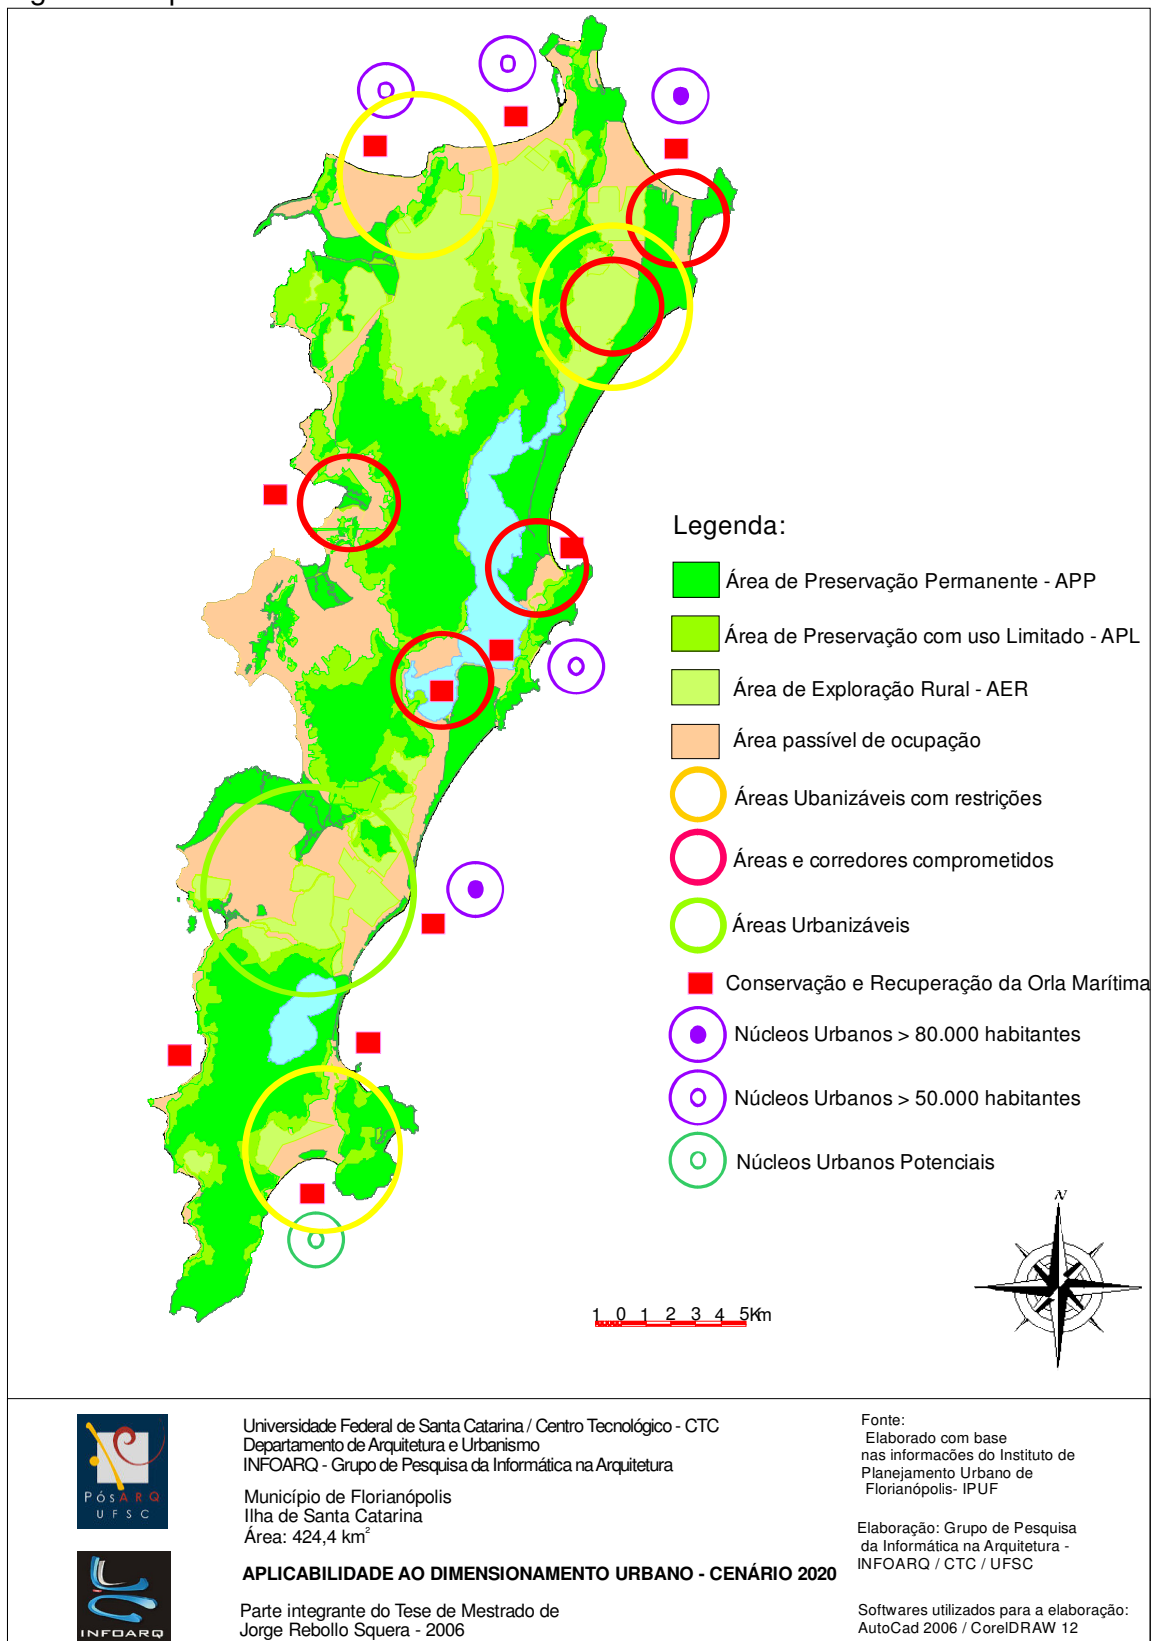 Legenda:
Área de Preservação Permanente - APP
Área de Preservação com uso Limitado - APL
Área de Exploração Rural - AER
Área passível de ocupação
Áreas Ubanizáveis com restrições
Áreas e corredores comprometidos
Áreas Urbanizáveis
Conservação e Recuperação da Orla Marítima
Núcleos Urbanos > 80.000 habitantes
Núcleos Urbanos > 50.000 habitantes
Núcleos Urbanos Potenciais
N
1 0 1 2 3 4 5Km
PÓSARQ
UFSC
INFOARQ
Universidade Federal de Santa Catarina / Centro Tecnológico - CTC
Departamento de Arquitetura e Urbanismo
INFOARQ - Grupo de Pesquisa da Informática na Arquitetura
Município de Florianópolis
Ilha de Santa Catarina
Área: 424,4 km²
APLICABILIDADE AO DIMENSIONAMENTO URBANO - CENÁRIO 2020
Parte integrante do Tese de Mestrado de
Jorge Rebollo Squera - 2006
Fonte:
Elaborado com base
nas informacões do Instituto de
Planejamento Urbano de
Florianópolis- IPUF
Elaboração: Grupo de Pesquisa
da Informática na Arquitetura -
INFOARQ / CTC / UFSC
Softwares utilizados para a elaboração:
AutoCad 2006 / CorelDRAW 12